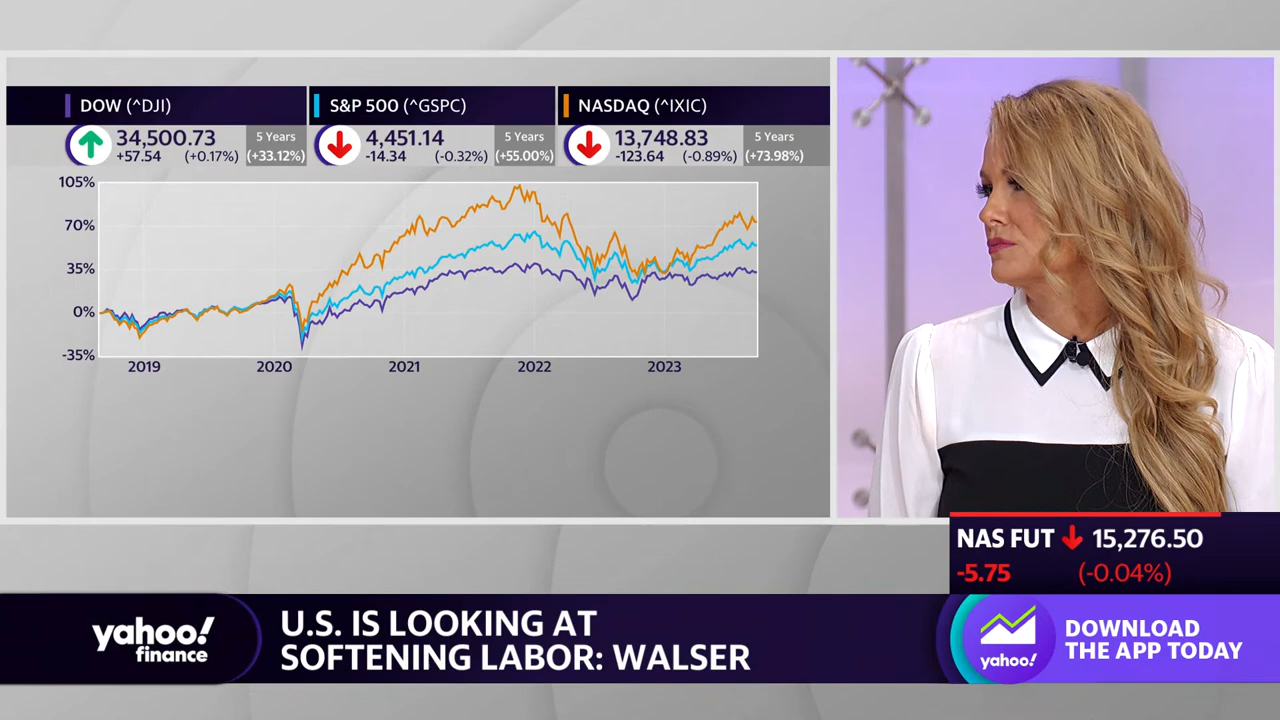 DOW (^DJI)
34,500.73
+57.54 (+0.17%)
5 Years
(+33.12%)
S&P 500 (^GSPC)
4,451.14
-14.34 (-0.32%)
5 Years
(+55.00%)
NASDAQ (^IXIC)
13,748.83
-123.64 (-0.89%)
5 Years
(+73.98%)
105%
70%
35%
0%
-35%
2019 2020 2021 2022 2023
NAS FUT 15,276.50
-5.75 (-0.04%)
yahoo!
finance
U.S. IS LOOKING AT
SOFTENING LABOR: WALSER
yahoo!
DOWNLOAD
THE APP TODAY